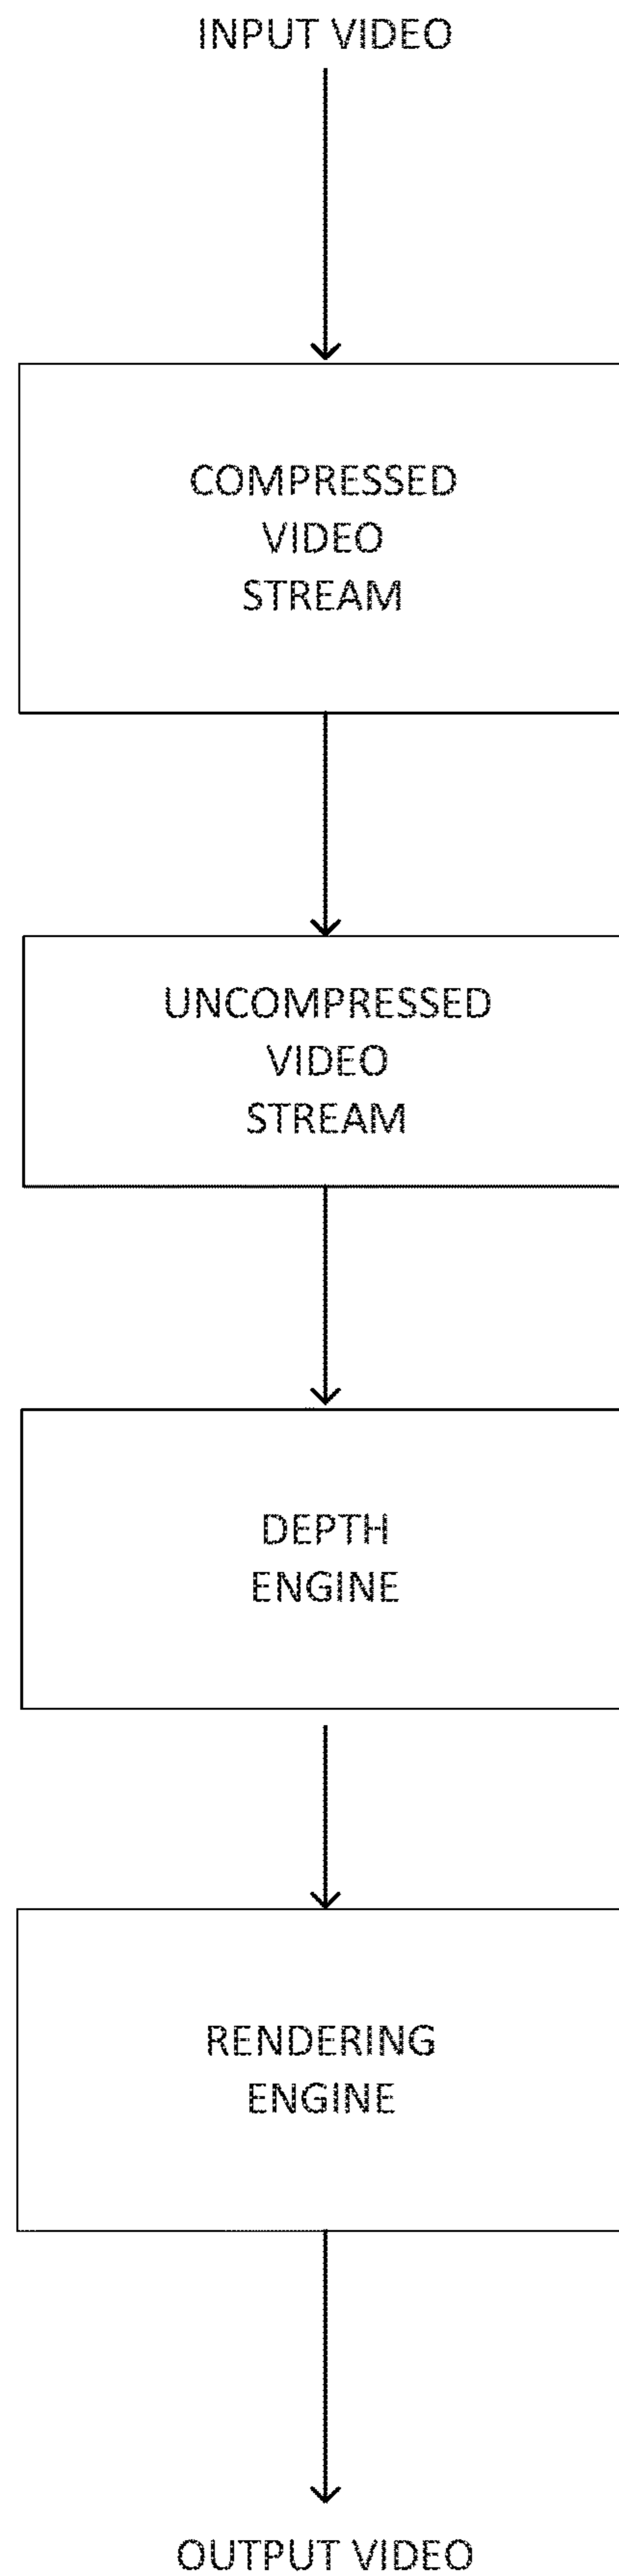 INPUT VIDEO
COMPRESSED
VIDEO
STREAM
UNCOMPRESSED
VIDEO
STREAM
DEPTH
ENGINE
RENDERING
ENGINE
OUTPUT VIDEO